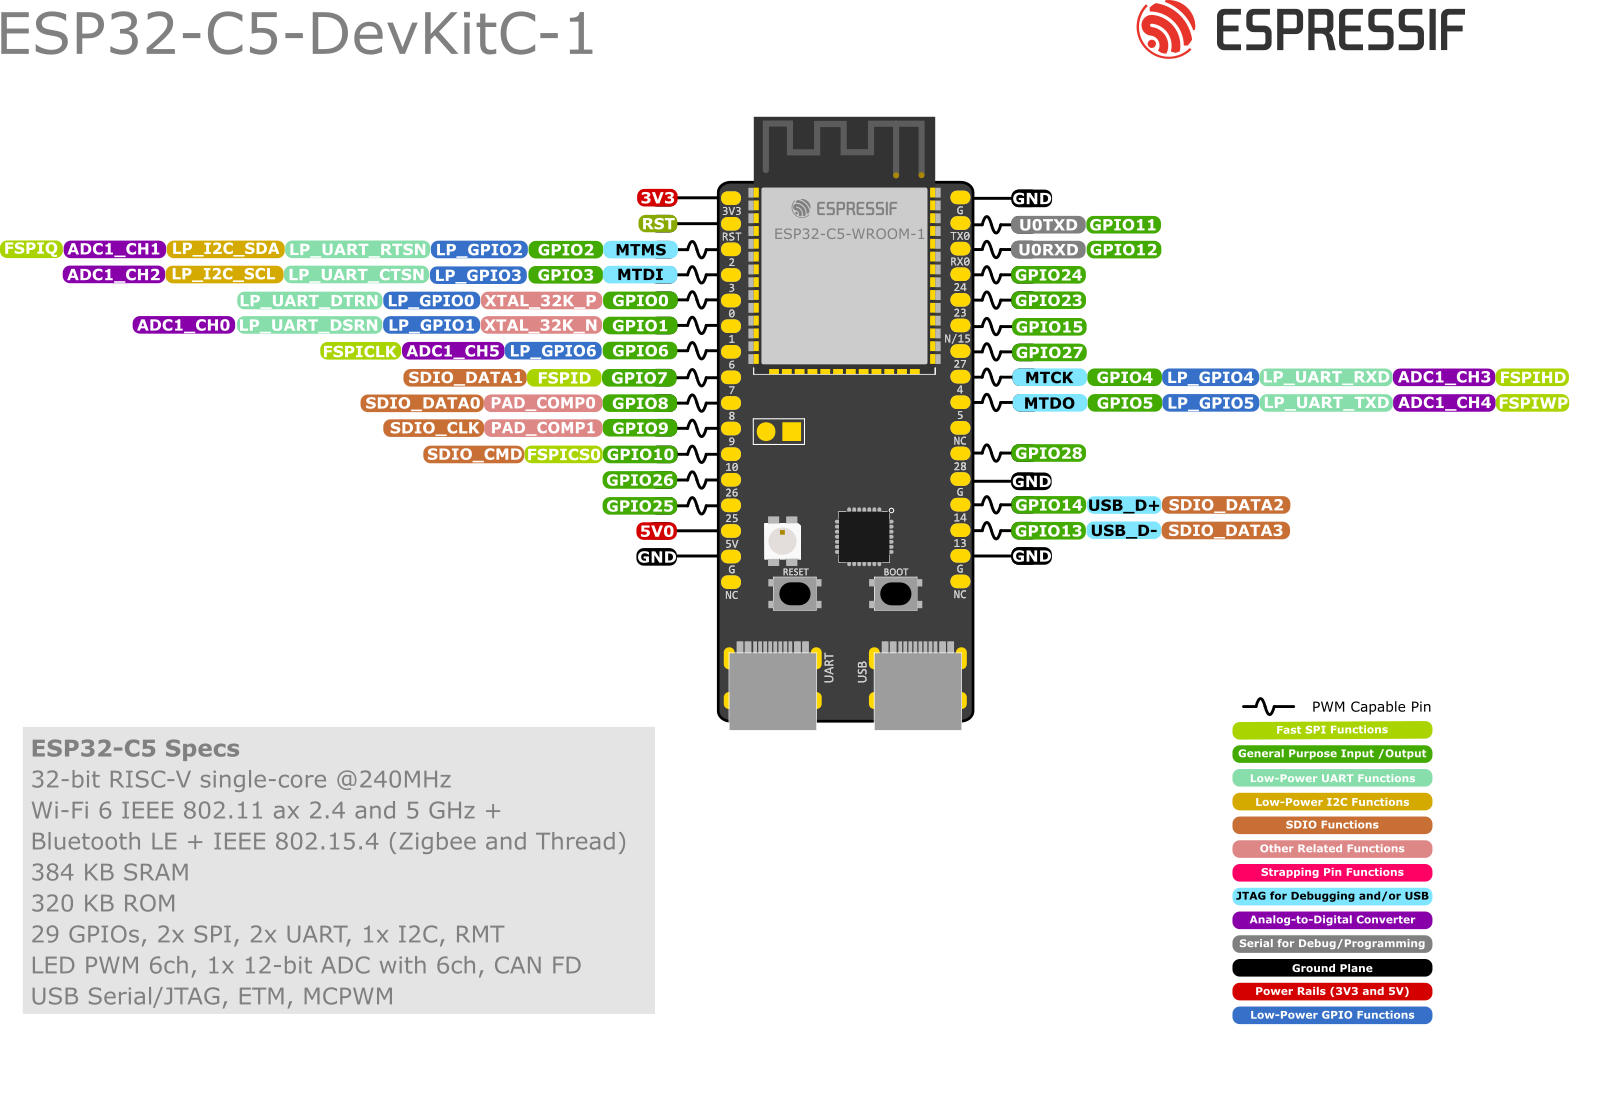 ESP32-C5-DevKitC-1
ESPRESSIF
3V3
RST
FSPIQ ADC1_CH1 LP_I2C_SDA LP_UART_RTSN LP_GPIO2 GPIO2 MTMS
ADC1_CH2 LP_I2C_SCL LP_UART_CTSN LP_GPIO3 GPIO3 MTDI
LP_UART_DTRN LP_GPIO0 XTAL_32K_P GPIO0
ADC1_CH0 LP_UART_DSRN LP_GPIO1 XTAL_32K_N GPIO1
FSPICLK ADC1_CH5 LP_GPIO6 GPIO6
SDIO_DATA1 FSPID GPIO7
SDIO_DATA0 PAD_COMP0 GPIO8
SDIO_CLK PAD_COMP1 GPIO9
SDIO_CMD FSPICS0 GPIO10
GPIO26
GPIO25
5V0
GND
3V3
RST
2
3
0
1
6
7
8
9
10
26
25
5V
G
NC
ESPRESSIF
ESP32-C5-WROOM-1
RESET
BOOT
UART
USB
G
TX0
RX0
24
23
N/15
27
4
5
NC
28
G
14
13
G
NC
GND
U0TXD GPIO11
U0RXD GPIO12
GPIO24
GPIO23
GPIO15
GPIO27
MTCK GPIO4 LP_GPIO4 LP_UART_RXD ADC1_CH3 FSPIHD
MTDO GPIO5 LP_GPIO5 LP_UART_TXD ADC1_CH4 FSPIWP
GPIO28
GND
GPIO14 USB_D+ SDIO_DATA2
GPIO13 USB_D- SDIO_DATA3
GND
ESP32-C5 Specs
32-bit RISC-V single-core @240MHz
Wi-Fi 6 IEEE 802.11 ax 2.4 and 5 GHz +
Bluetooth LE + IEEE 802.15.4 (Zigbee and Thread)
384 KB SRAM
320 KB ROM
29 GPIOs, 2x SPI, 2x UART, 1x I2C, RMT
LED PWM 6ch, 1x 12-bit ADC with 6ch, CAN FD
USB Serial/JTAG, ETM, MCPWM
PWM Capable Pin
Fast SPI Functions
General Purpose Input /Output
Low-Power UART Functions
Low-Power I2C Functions
SDIO Functions
Other Related Functions
Strapping Pin Functions
JTAG for Debugging and/or USB
Analog-to-Digital Converter
Serial for Debug/Programming
Ground Plane
Power Rails (3V3 and 5V)
Low-Power GPIO Functions